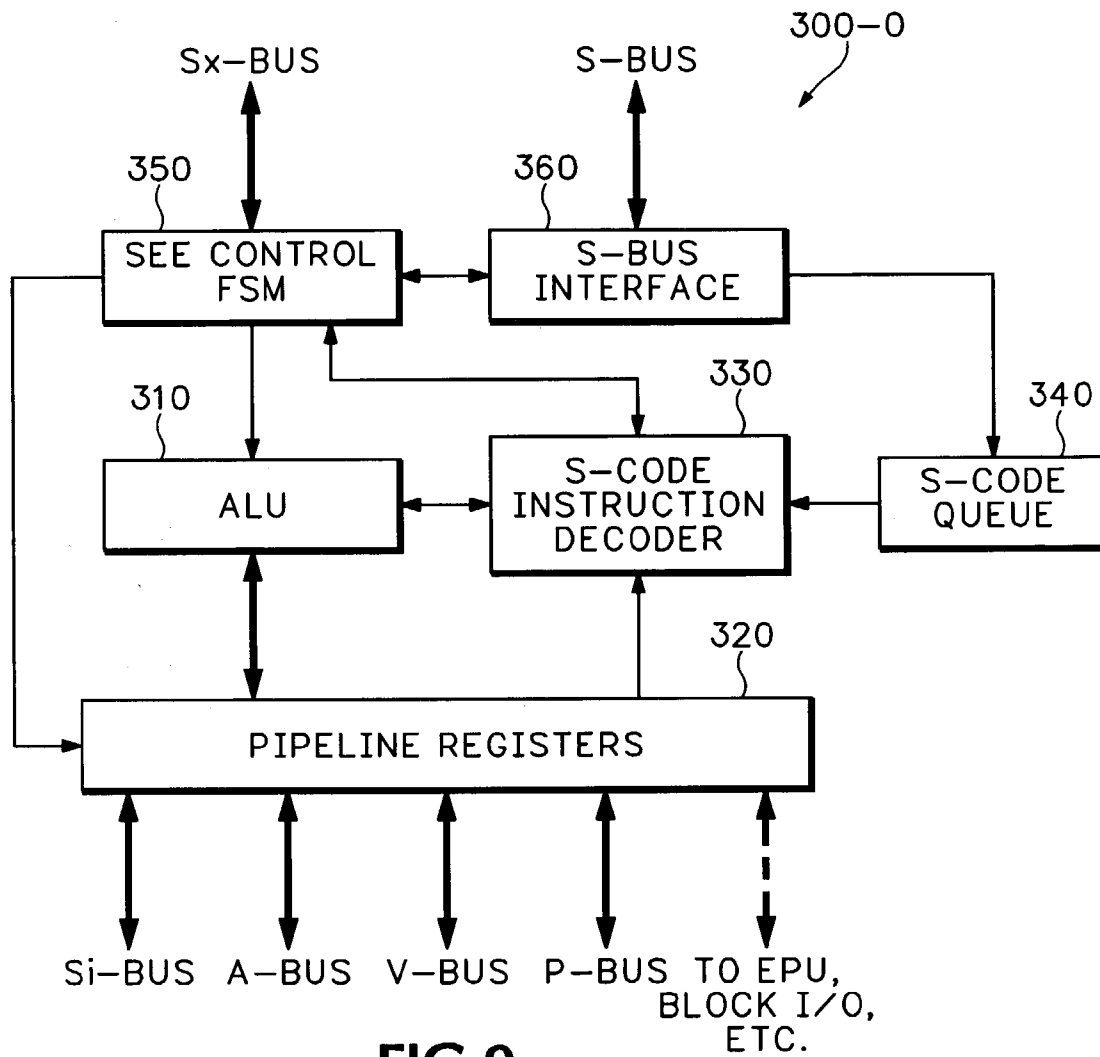 300-0
Sx-BUS
S-BUS
350
360
SEE CONTROL
FSM
S-BUS
INTERFACE
310
330
340
ALU
S-CODE
INSTRUCTION
DECODER
S-CODE
QUEUE
320
PIPELINE REGISTERS
Si-BUS
A-BUS
V-BUS
P-BUS
TO EPU,
BLOCK I/O,
ETC.